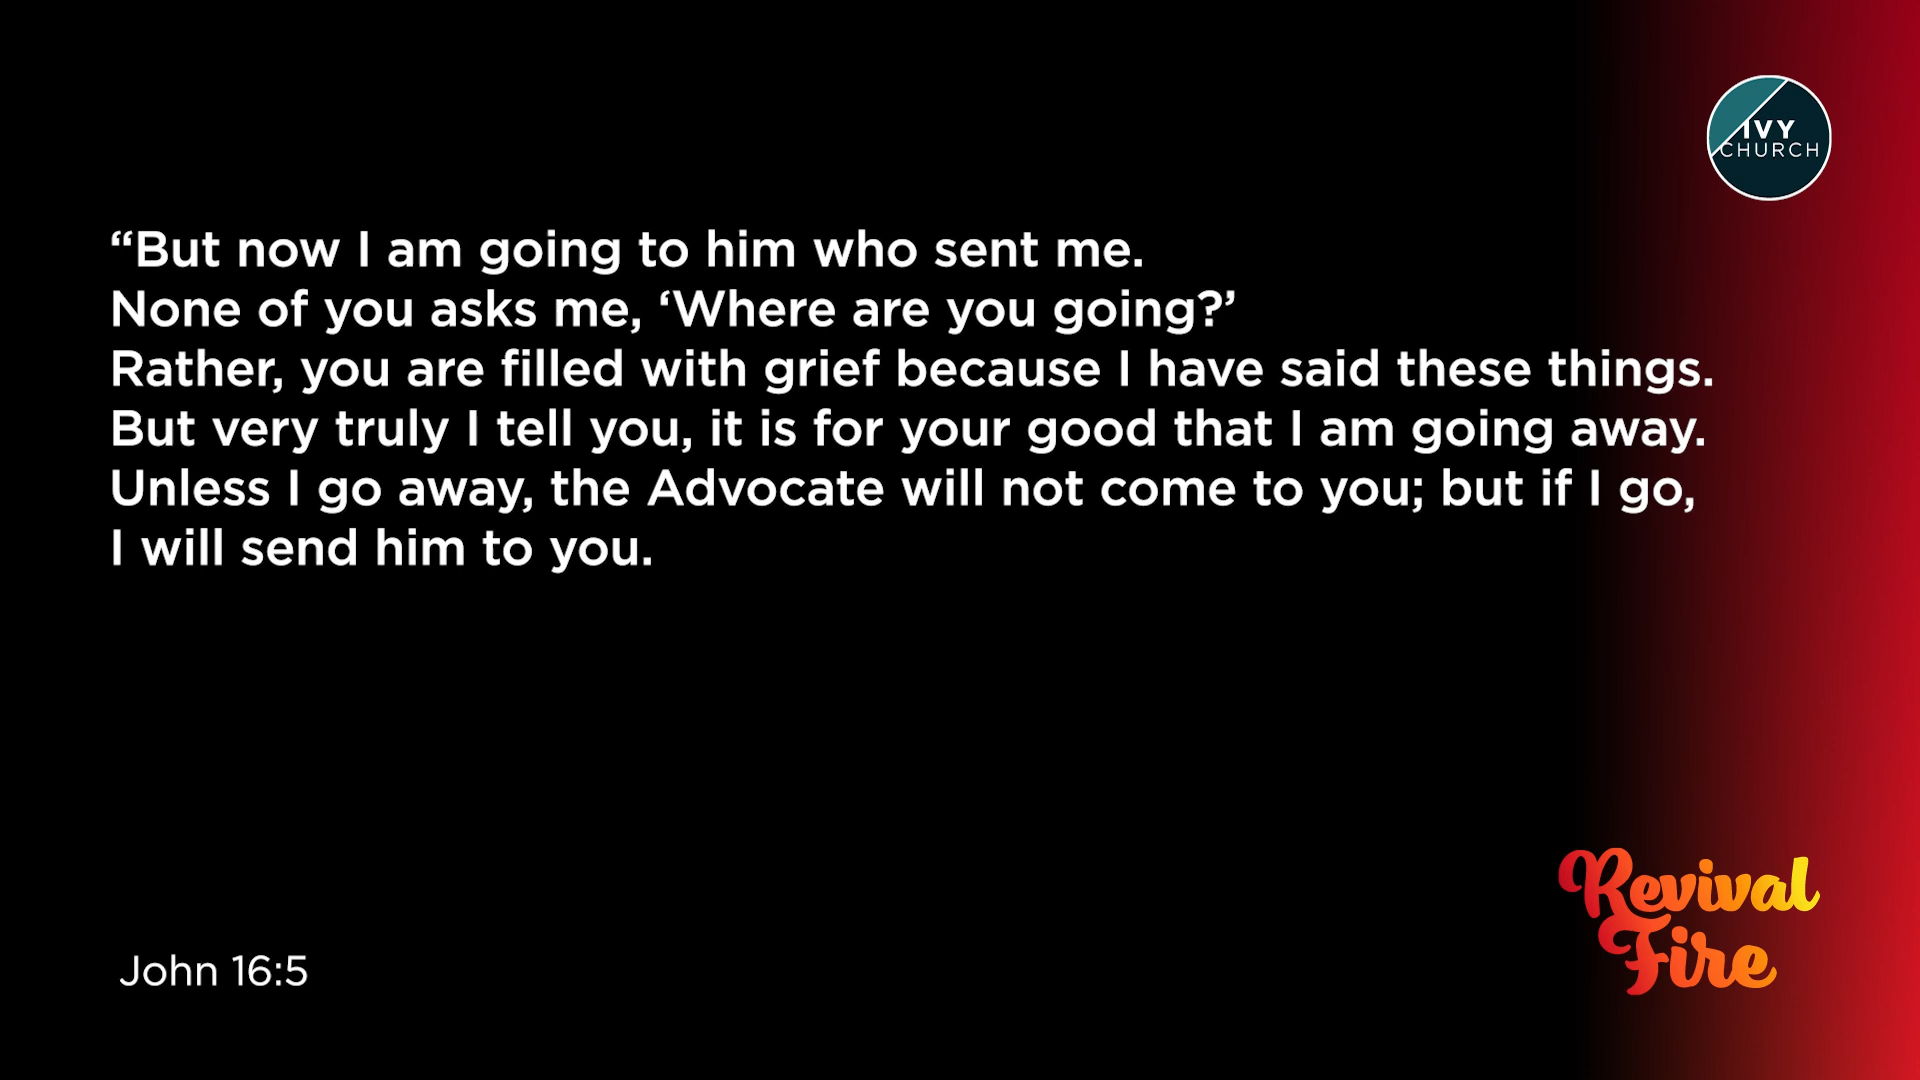 IVY
CHURCH
“But now I am going to him who sent me.
None of you asks me, ‘Where are you going?’
Rather, you are filled with grief because I have said these things.
But very truly I tell you, it is for your good that I am going away.
Unless I go away, the Advocate will not come to you; but if I go,
I will send him to you.
Revival
Fire
John 16:5